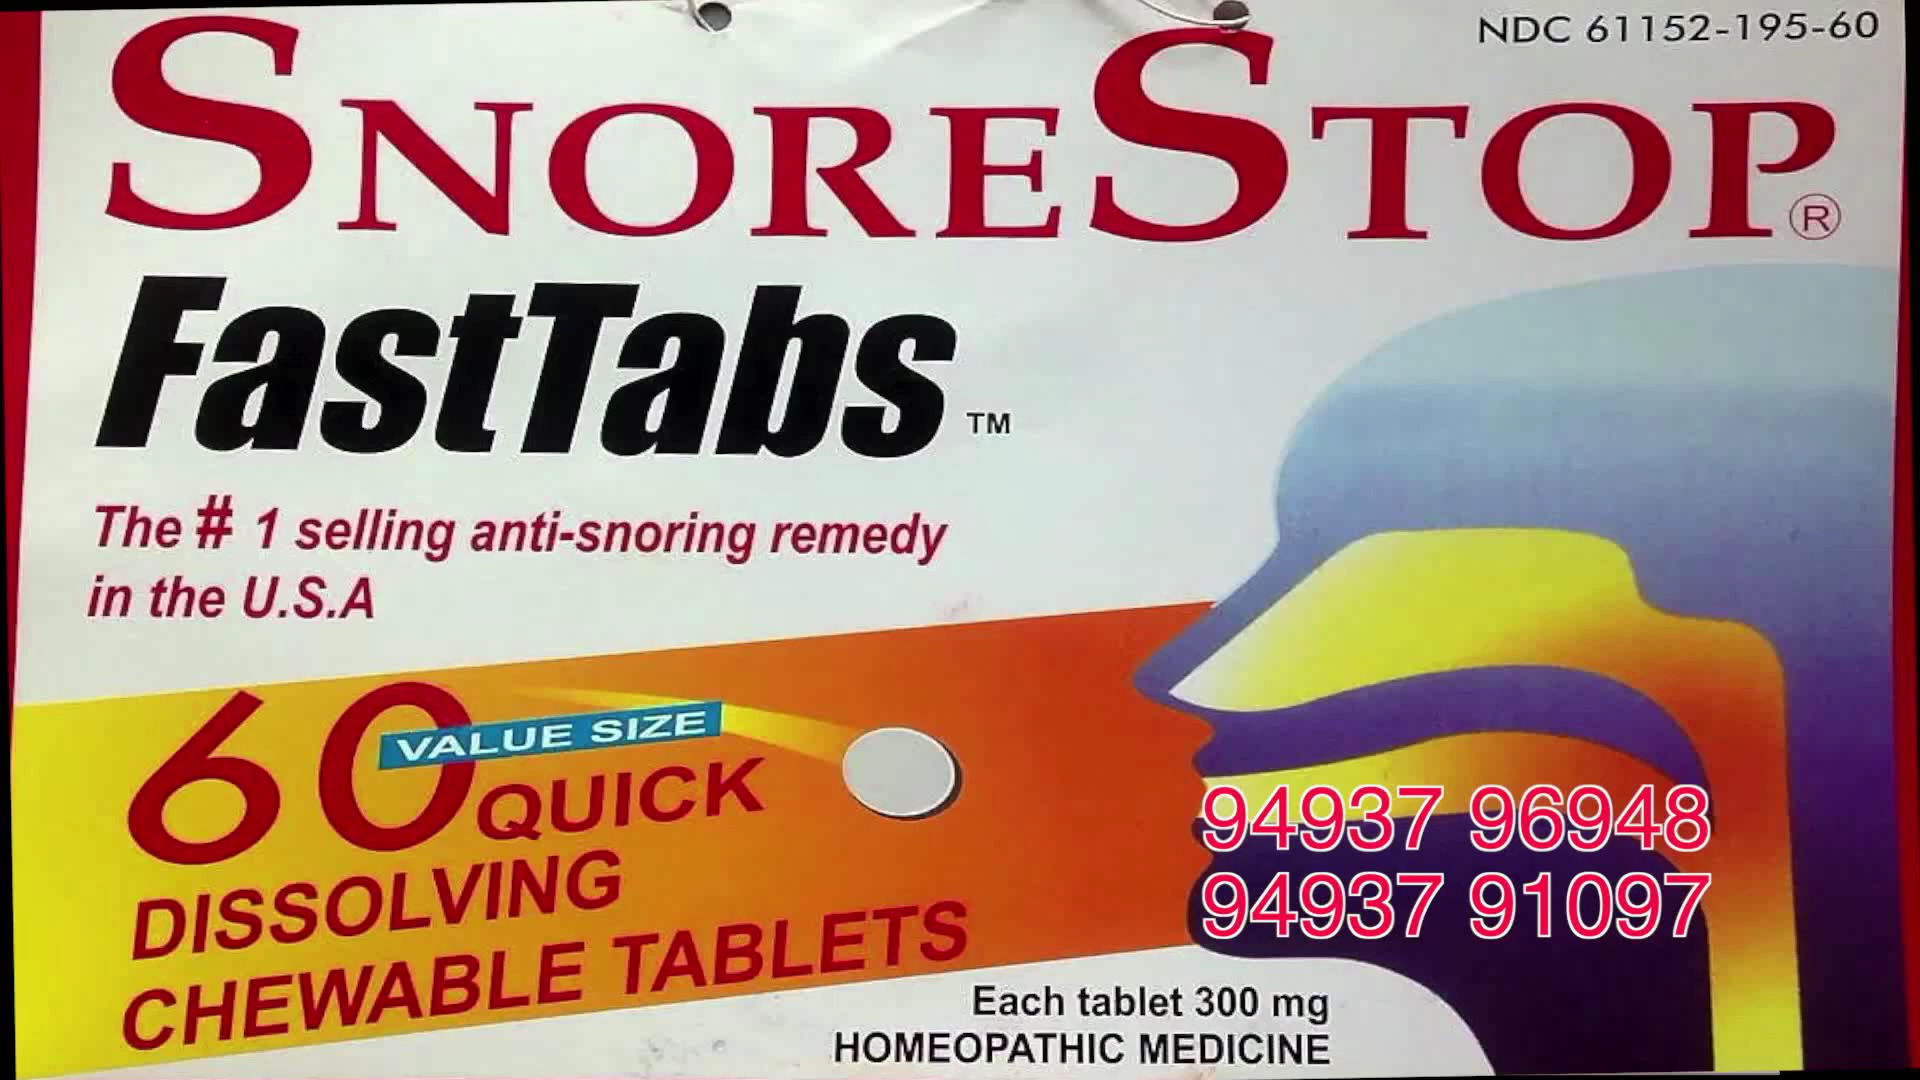 NDC 61152-195-60
SNORESTOP®
FastTabs™
The # 1 selling anti-snoring remedy
in the U.S.A
60 VALUE SIZE
QUICK
DISSOLVING
CHEWABLE TABLETS
94937 96948
94937 91097
Each tablet 300 mg
HOMEOPATHIC MEDICINE